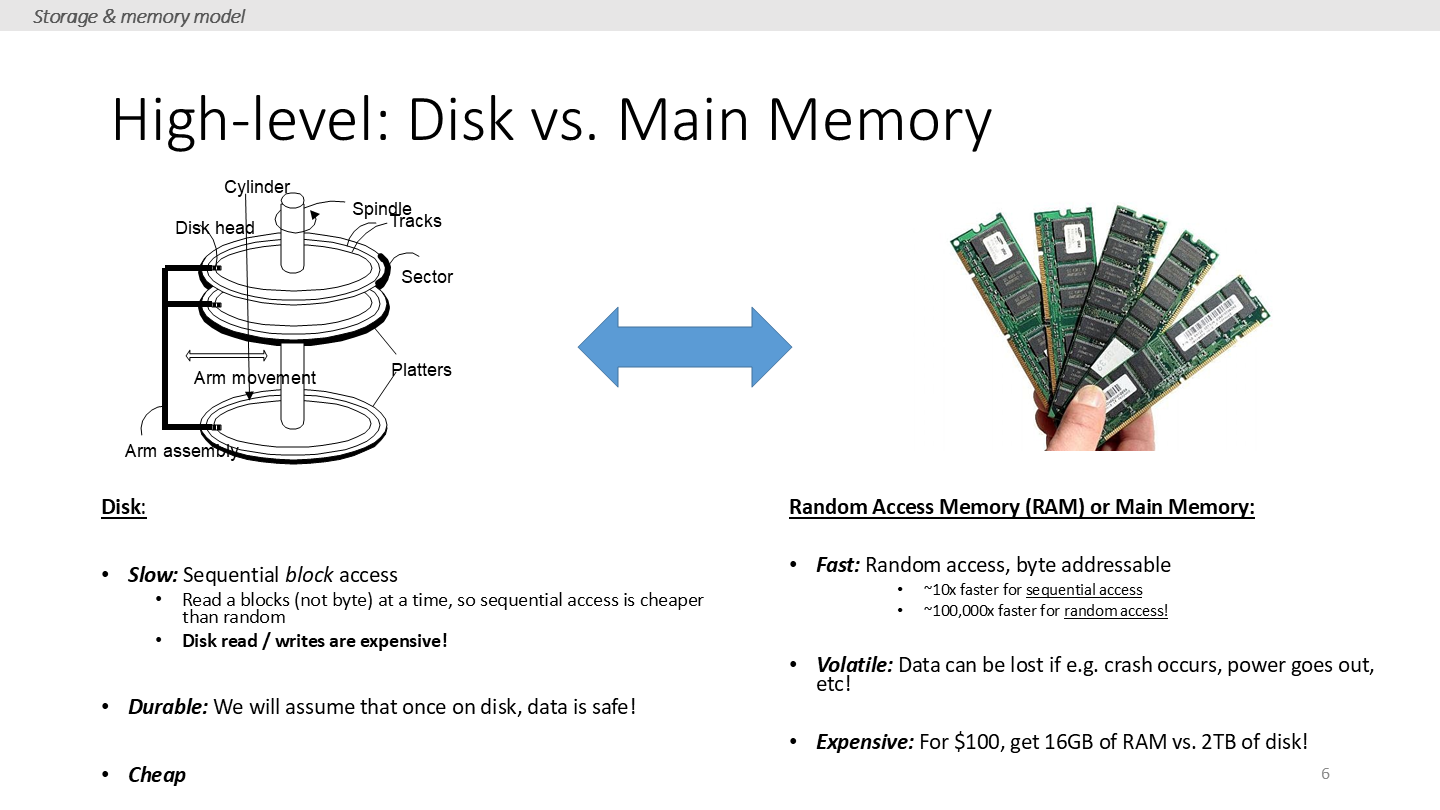 Storage & memory model
High-level: Disk vs. Main Memory
Cylinder
Spindle
Tracks
Disk head
Sector
Arm movement
Platters
Arm assembly
Disk:
• Slow: Sequential block access
• Read a blocks (not byte) at a time, so sequential access is cheaper
than random
• Disk read / writes are expensive!
• Durable: We will assume that once on disk, data is safe!
• Cheap
Random Access Memory (RAM) or Main Memory:
• Fast: Random access, byte addressable
• ~10x faster for sequential access
• ~100,000x faster for random access!
• Volatile: Data can be lost if e.g. crash occurs, power goes out,
etc!
• Expensive: For $100, get 16GB of RAM vs. 2TB of disk!
6